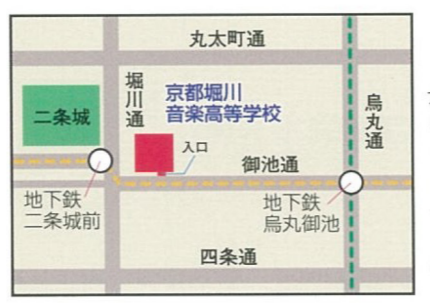 丸太町通
堀川通
京都堀川
音楽高等学校
烏丸通
二条城
入口
御池通
地下鉄
二条城前
地下鉄
烏丸御池
四条通